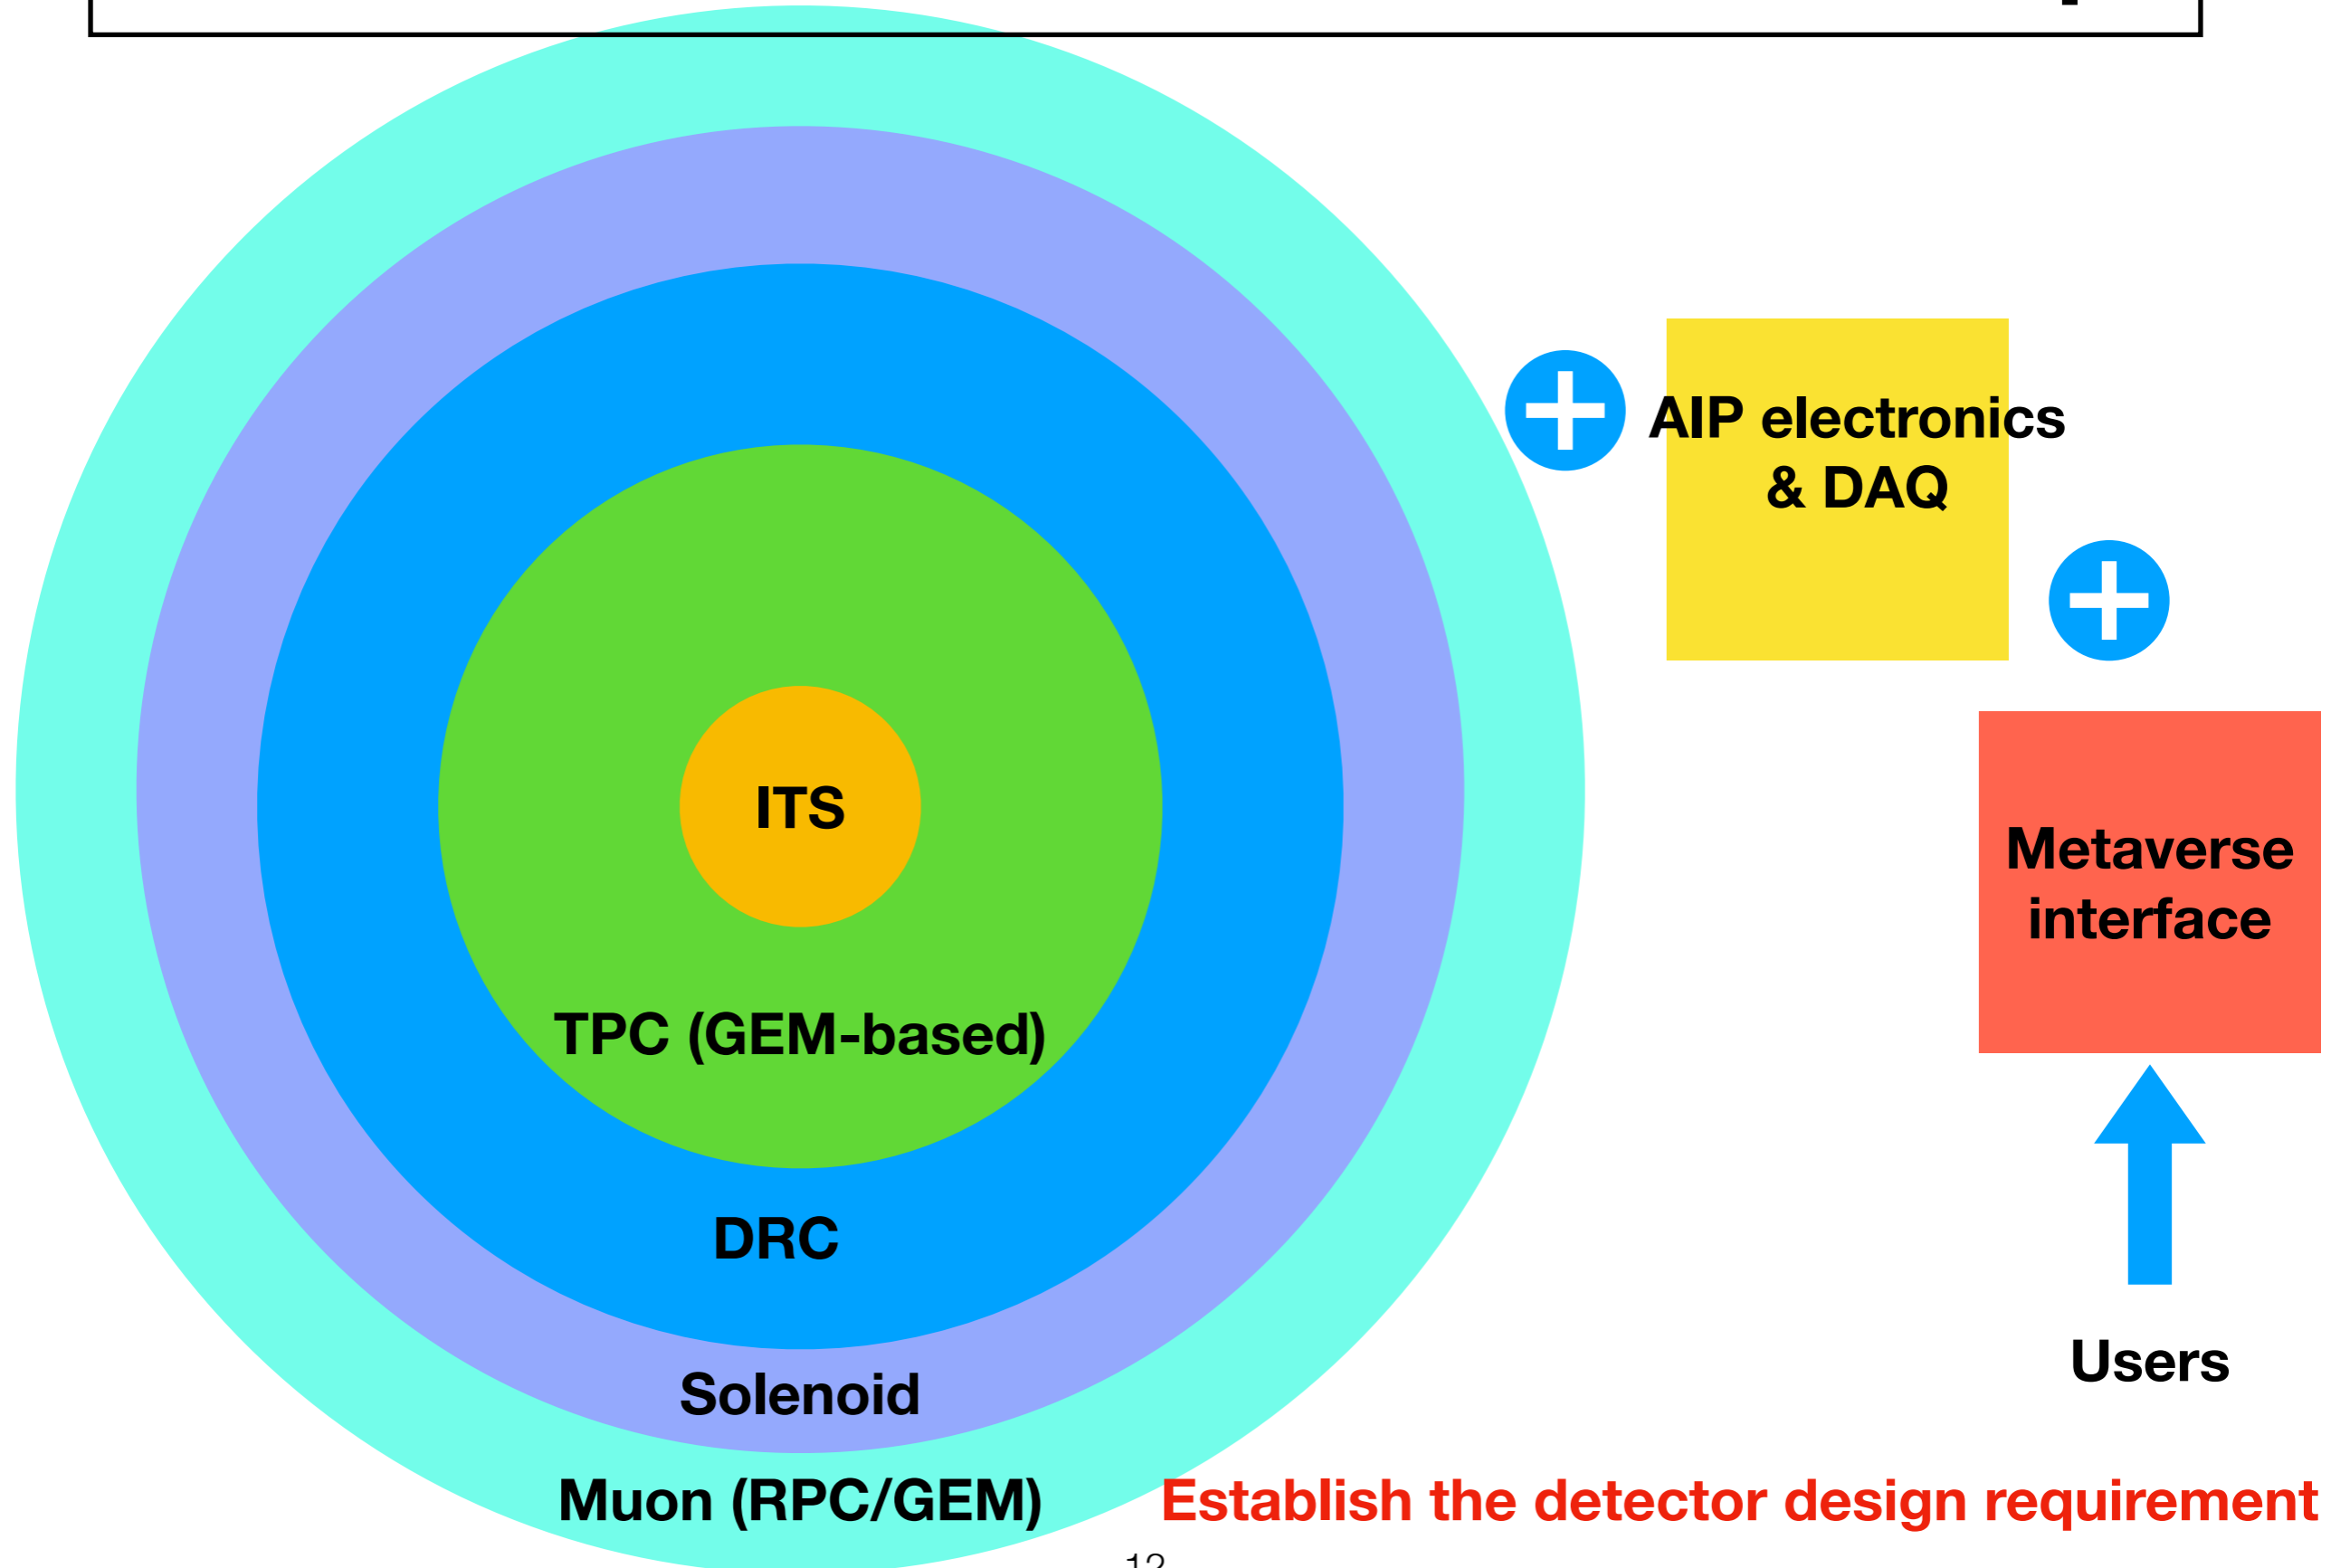 AIP electronics
& DAQ
ITS
Metaverse
interface
TPC (GEM-based)
DRC
Users
Solenoid
Muon (RPC/GEM)
Establish the detector design requirement